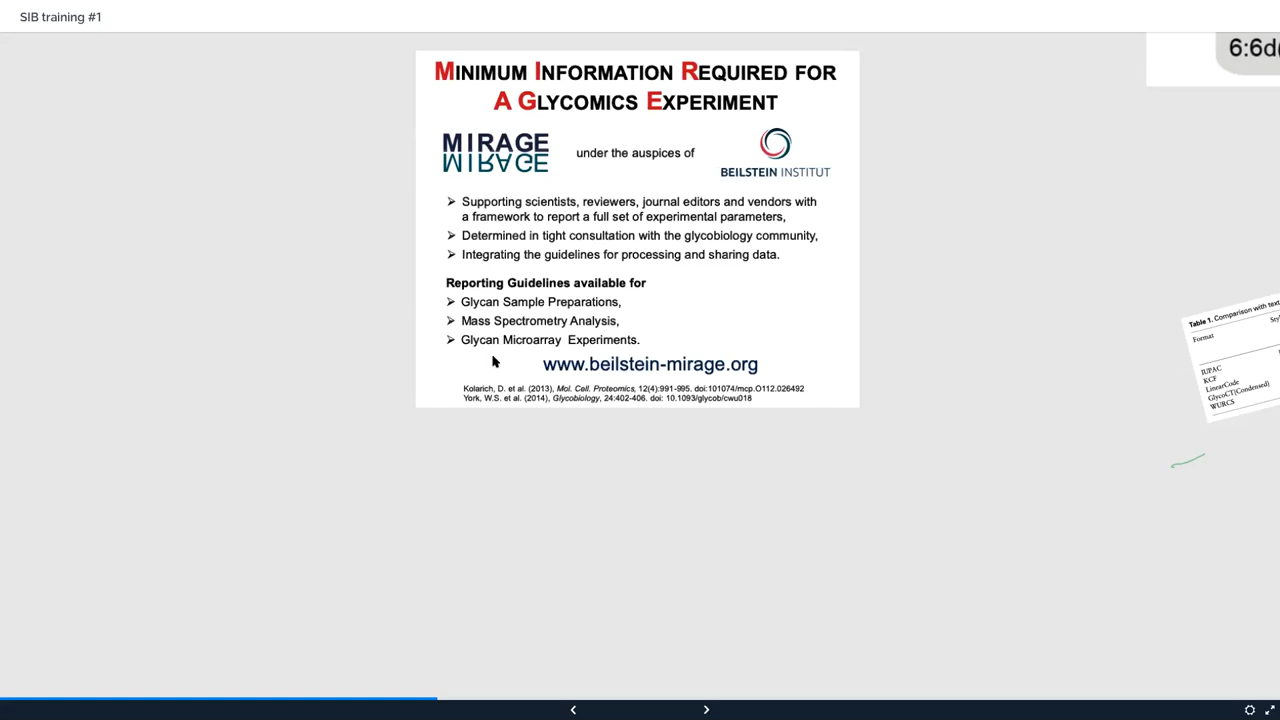 SIB training #1
MINIMUM INFORMATION REQUIRED FOR
A GLYCOMICS EXPERIMENT
MIRAGE
MIRAGE
under the auspices of
BEILSTEIN INSTITUT
➢ Supporting scientists, reviewers, journal editors and vendors with
a framework to report a full set of experimental parameters,
➢ Determined in tight consultation with the glycobiology community,
➢ Integrating the guidelines for processing and sharing data.
Reporting Guidelines available for
➢ Glycan Sample Preparations,
➢ Mass Spectrometry Analysis,
➢ Glycan Microarray Experiments.
www.beilstein-mirage.org
Kolarich, D. et al. (2013), Mol. Cell. Proteomics, 12(4):991-995. doi:101074/mcp.O112.026492
York, W.S. et al. (2014), Glycobiology, 24:402-406. doi: 10.1093/glycob/cwu018
6:6d
Table 1. Comparison with text
Format
IUPAC
KCF
LinearCode
GlycoCT(Condensed)
WURCS